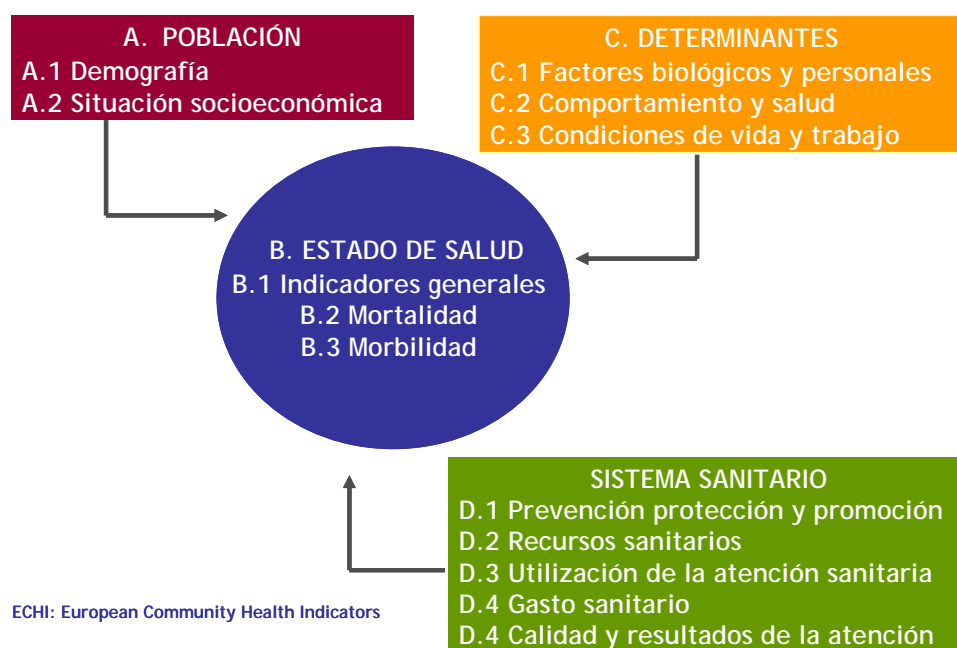 A. POBLACIÓN
A.1 Demografía
A.2 Situación socioeconómica
C. DETERMINANTES
C.1 Factores biológicos y personales
C.2 Comportamiento y salud
C.3 Condiciones de vida y trabajo
B. ESTADO DE SALUD
B.1 Indicadores generales
B.2 Mortalidad
B.3 Morbilidad
SISTEMA SANITARIO
D.1 Prevención protección y promoción
D.2 Recursos sanitarios
D.3 Utilización de la atención sanitaria
D.4 Gasto sanitario
D.4 Calidad y resultados de la atención
ECHI: European Community Health Indicators